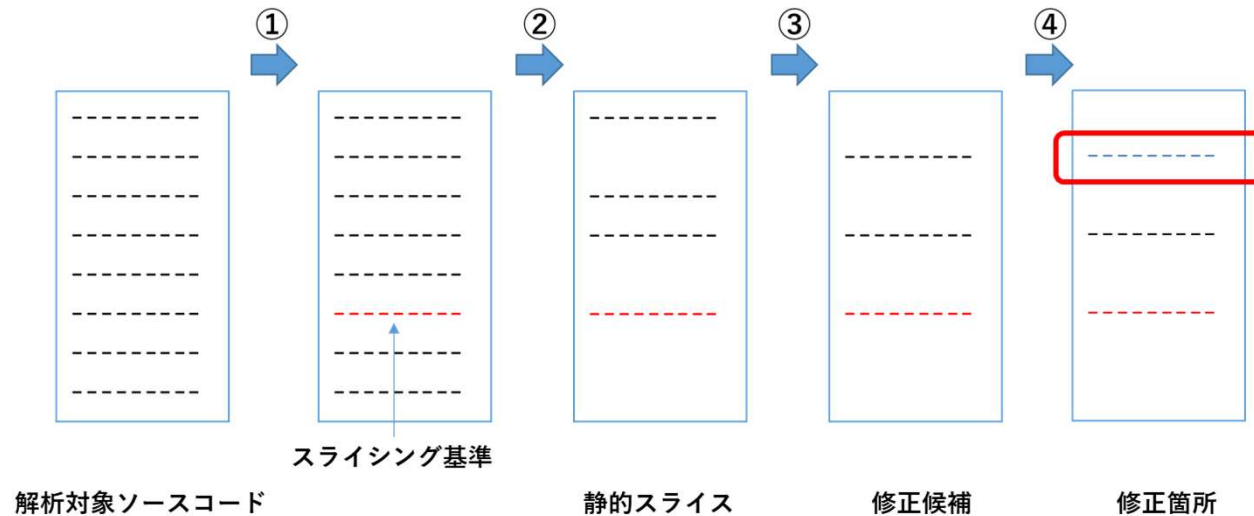 ① ② ③ ④
スライシング基準
解析対象ソースコード 静的スライス 修正候補 修正箇所